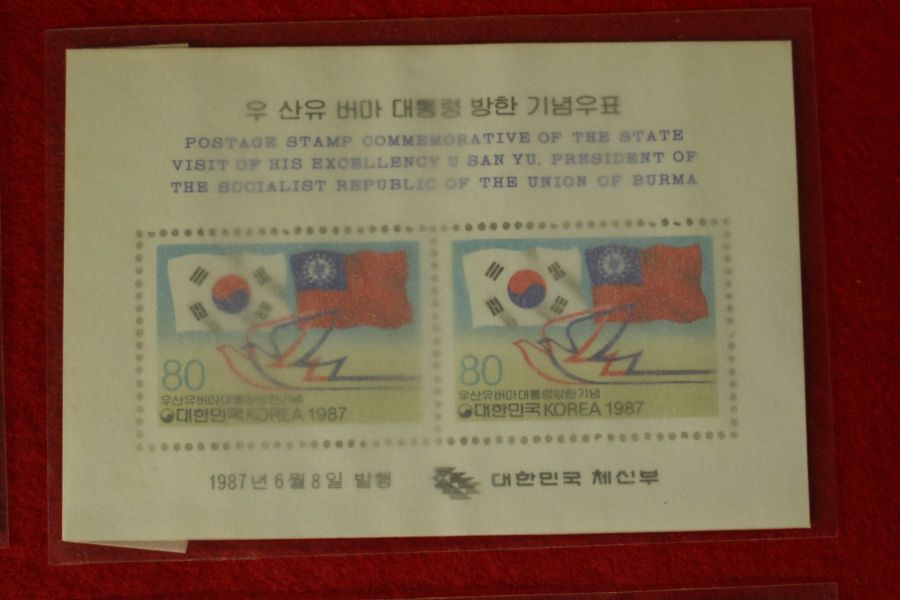 우 산유 버마 대통령 방한 기념우표
POSTAGE STAMP COMMEMORATIVE OF THE STATE
VISIT OF HIS EXCELLENCY U SAN YU, PRESIDENT OF
THE SOCIALIST REPUBLIC OF THE UNION OF BURMA
80
우산유버마대통령방한기념
대한민국 KOREA 1987
80
우산유버마대통령방한기념
대한민국 KOREA 1987
1987년 6월 8일 발행
대한민국 체신부